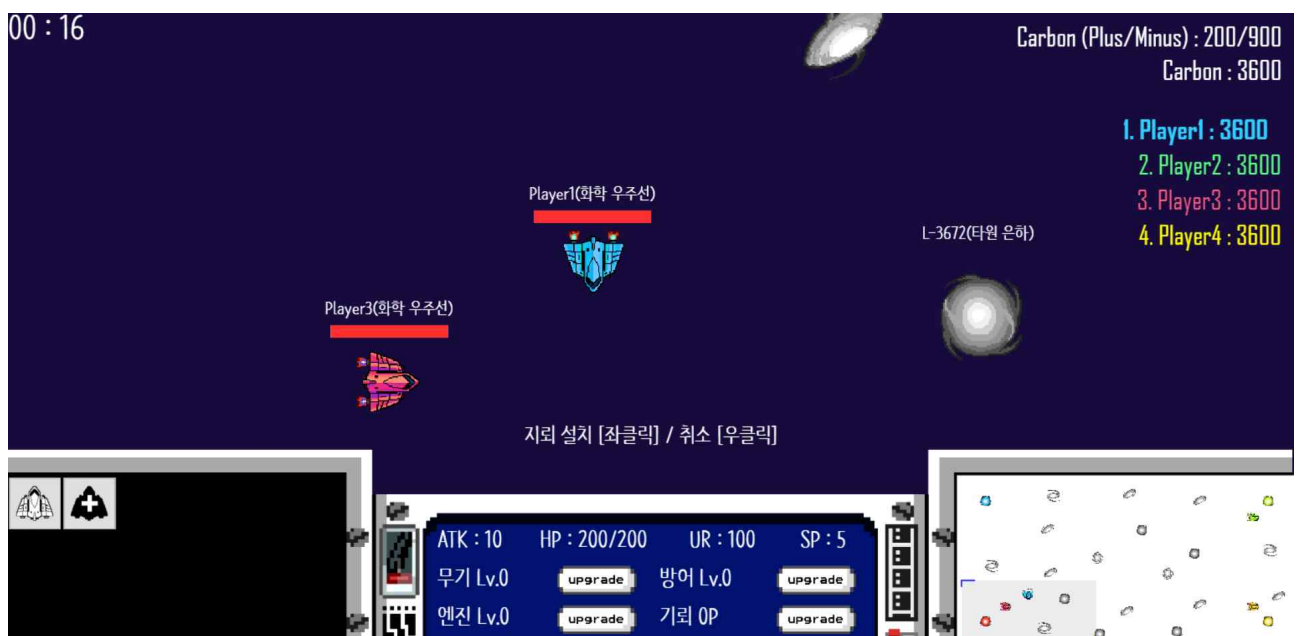 00 : 16
Carbon (Plus/Minus) : 200/900
Carbon : 3600
1. Player1 : 3600
2. Player2 : 3600
3. Player3 : 3600
4. Player4 : 3600
Player1(화학 우주선)
L-3672(타원 은하)
Player3(화학 우주선)
지뢰 설치 [좌클릭] / 취소 [우클릭]
ATK : 10 HP : 200/200 UR : 100 SP : 5
무기 Lv.0 upgrade 방어 Lv.0 upgrade
엔진 Lv.0 upgrade 기뢰 0P upgrade